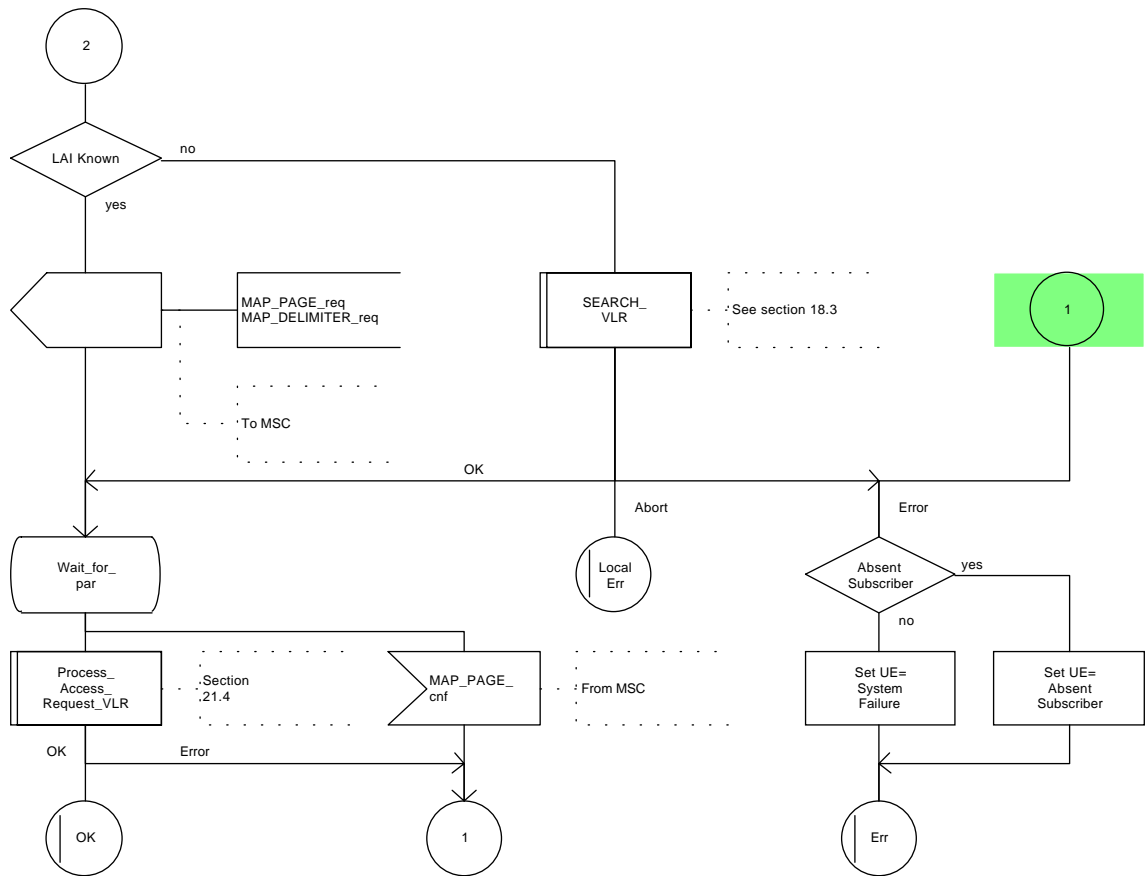 2
LAI Known
no
yes
MAP_PAGE_req
MAP_DELIMITER_req
SEARCH_
VLR
See section 18.3
1
To MSC
OK
Abort
Error
Wait_for_
par
Local
Err
Absent
Subscriber
yes
no
Process_
Access_
Request_VLR
Section
21.4
MAP_PAGE_
cnf
From MSC
Set UE=
System
Failure
Set UE=
Absent
Subscriber
OK
Error
OK
1
Err